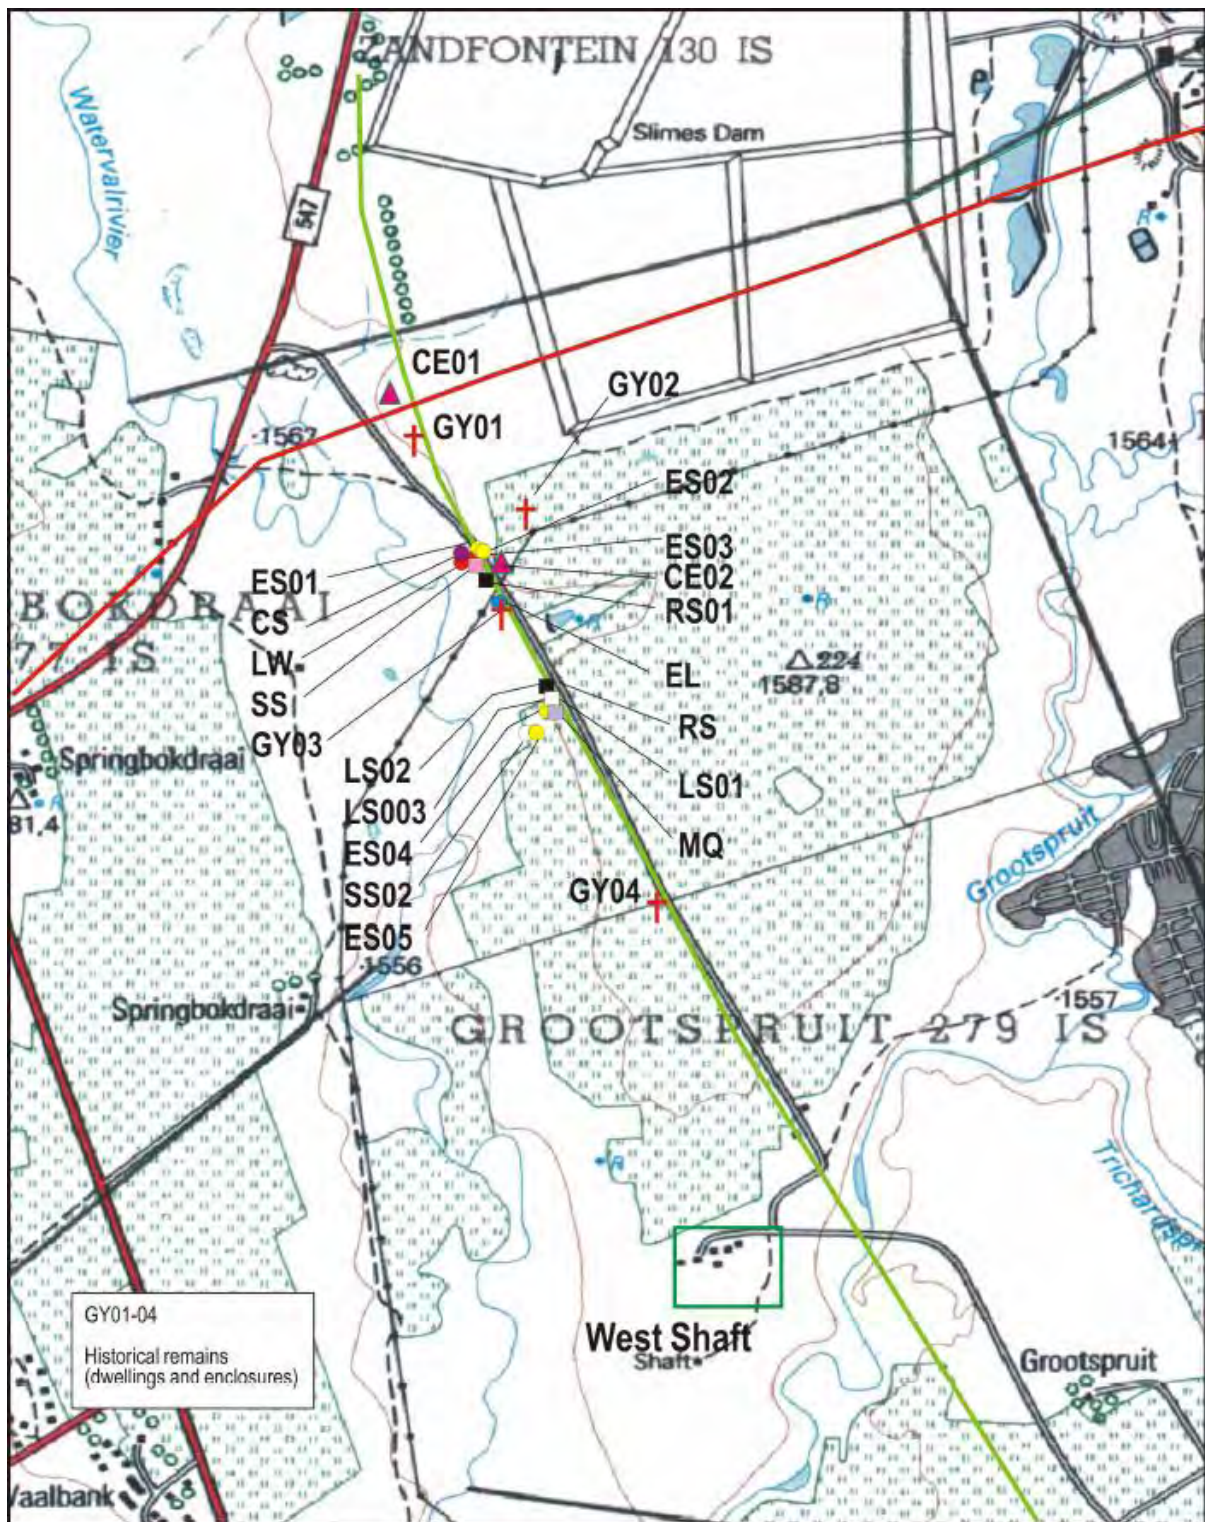 ZANDFONTEIN 130 IS
Slimes Dam
Watervalrivier
547
CE01
GY02
GY01
1567
1564
ES02
ES03
CE02
RS01
ES01
BOKDRAAI
77 IS
CS
LW
SS
GY03
EL
224
1587,8
RS
Springbokdraai
LS02
LS01
LS003
81,4
ES04
MQ
SS02
GY04
Grootspruit
ES05
1556
Springbokdraai
1557
GROOTSPRUIT 279 IS
Trichardspr
GY01-04
Historical remains
(dwellings and enclosures)
West Shaft
Shaft
Grootspruit
Vaalbank